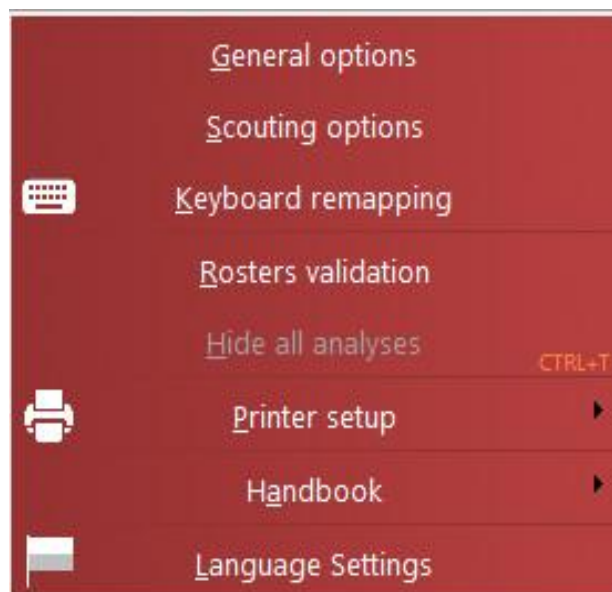 General options
Scouting options
Keyboard remapping
Rosters validation
Hide all analyses
CTRL+T
Printer setup
Handbook
Language Settings